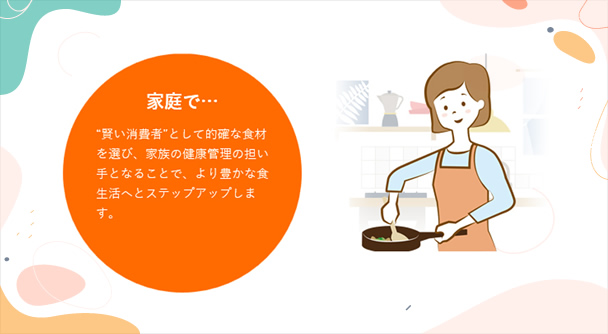 家庭で…
“賢い消費者”として的確な食材
を選び、家族の健康管理の担い
手となることで、より豊かな食
生活へとステップアップしま
す。